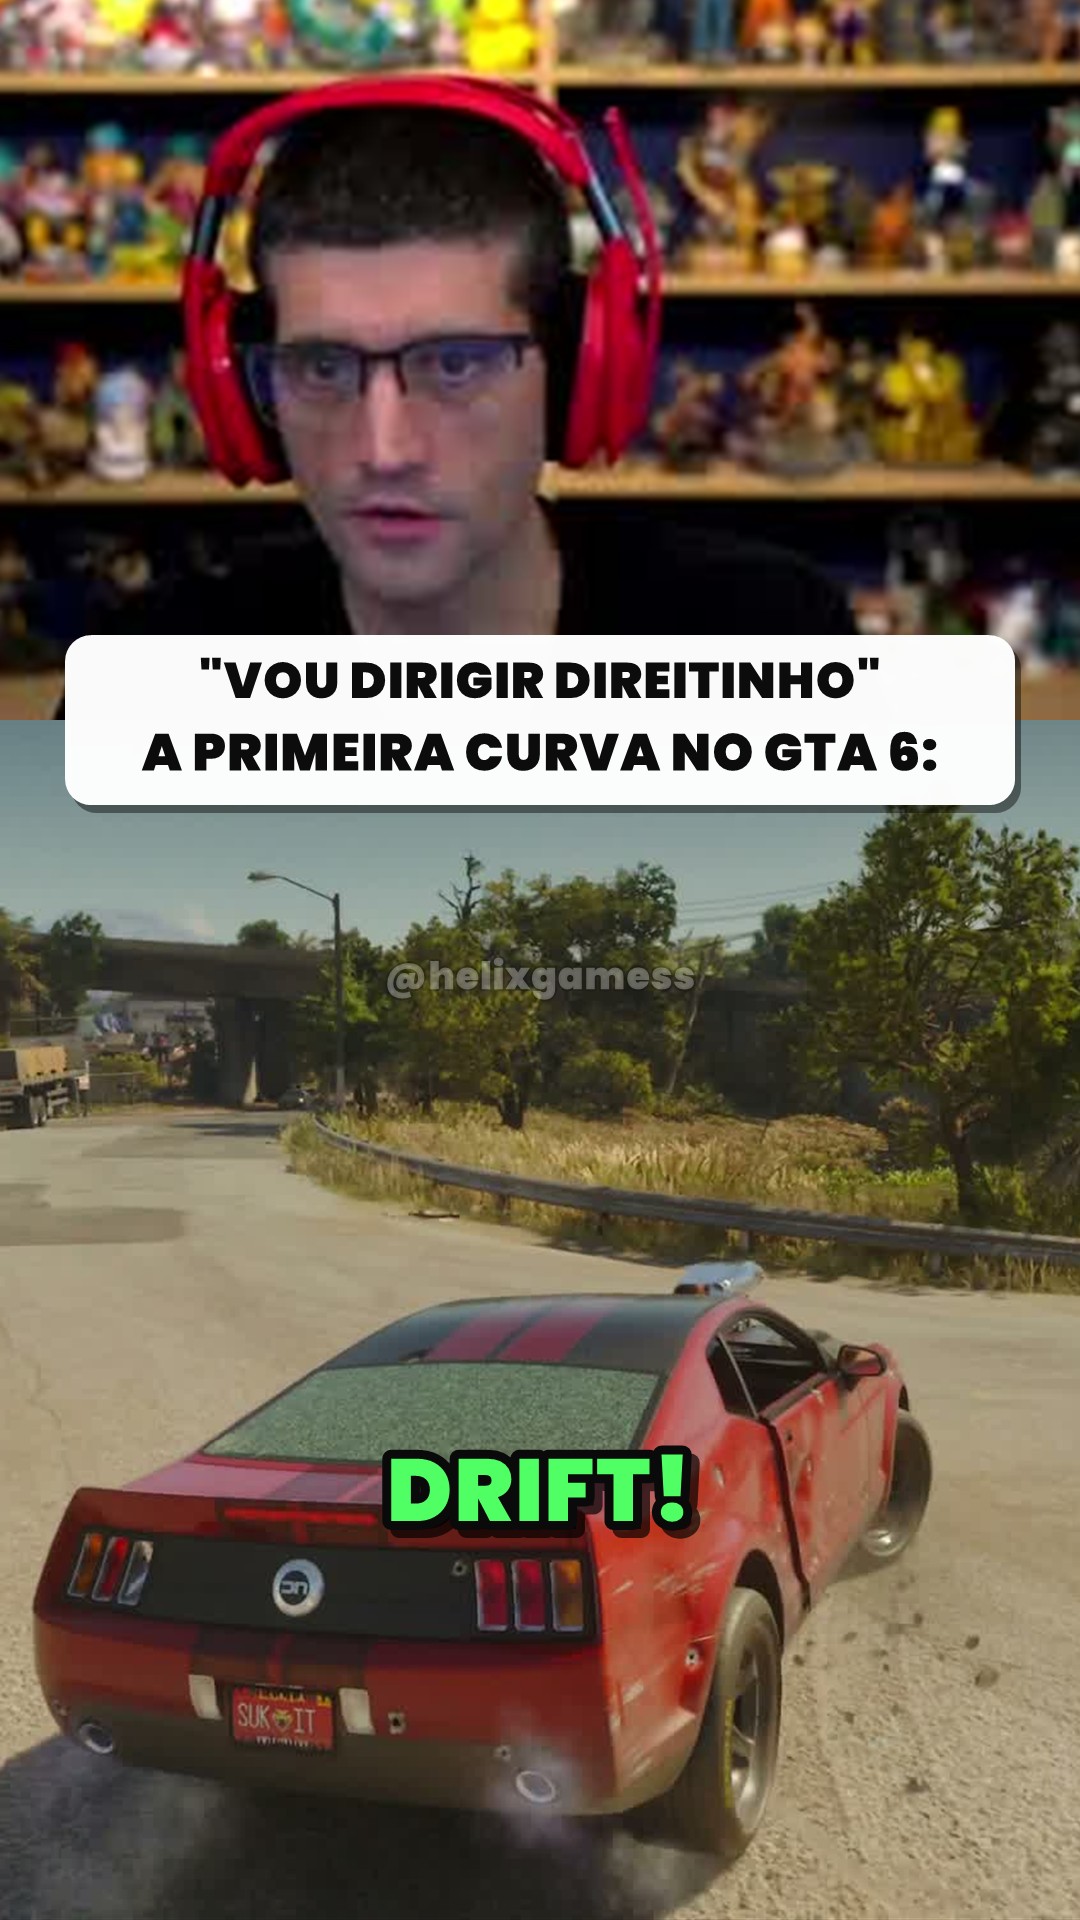 "VOU DIRIGIR DIREITINHO"
A PRIMEIRA CURVA NO GTA 6:
@helixgamess
DRIFT!
SUK IT